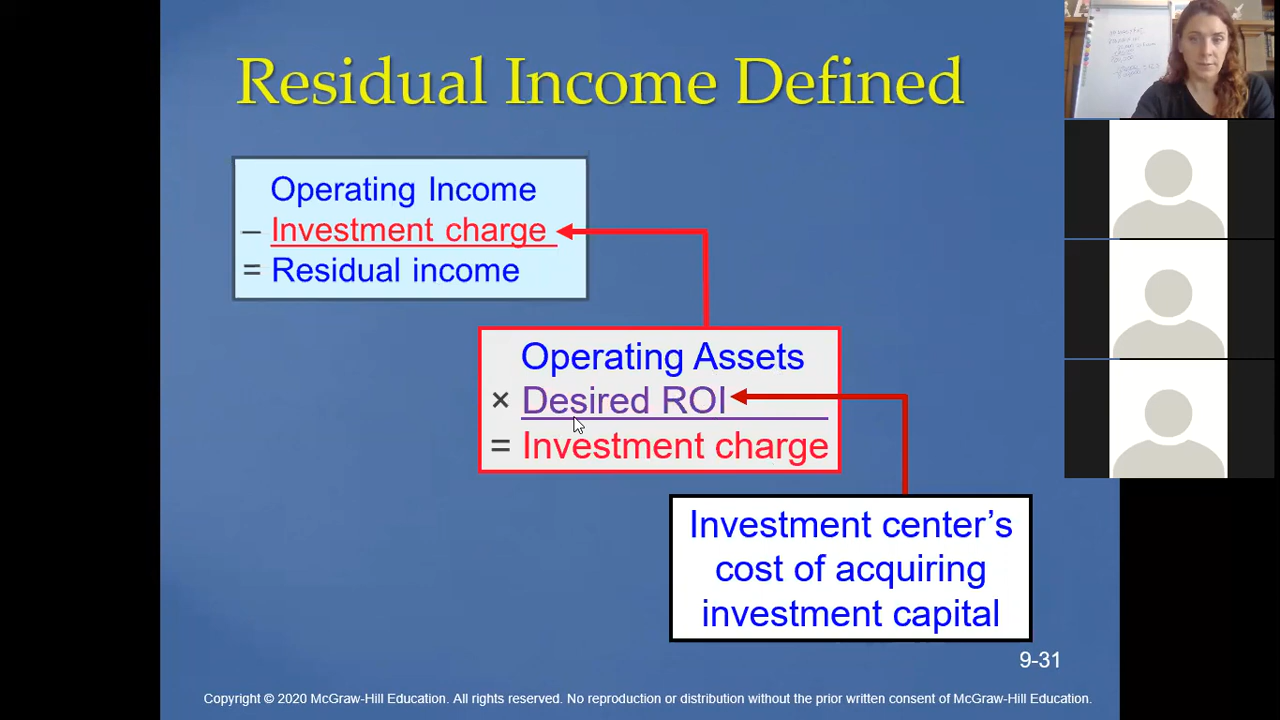 Residual Income Defined
Operating Income
– Investment charge
= Residual income
Operating Assets
× Desired ROI
= Investment charge
Investment center’s
cost of acquiring
investment capital
9-31
Copyright © 2020 McGraw-Hill Education. All rights reserved. No reproduction or distribution without the prior written consent of McGraw-Hill Education.